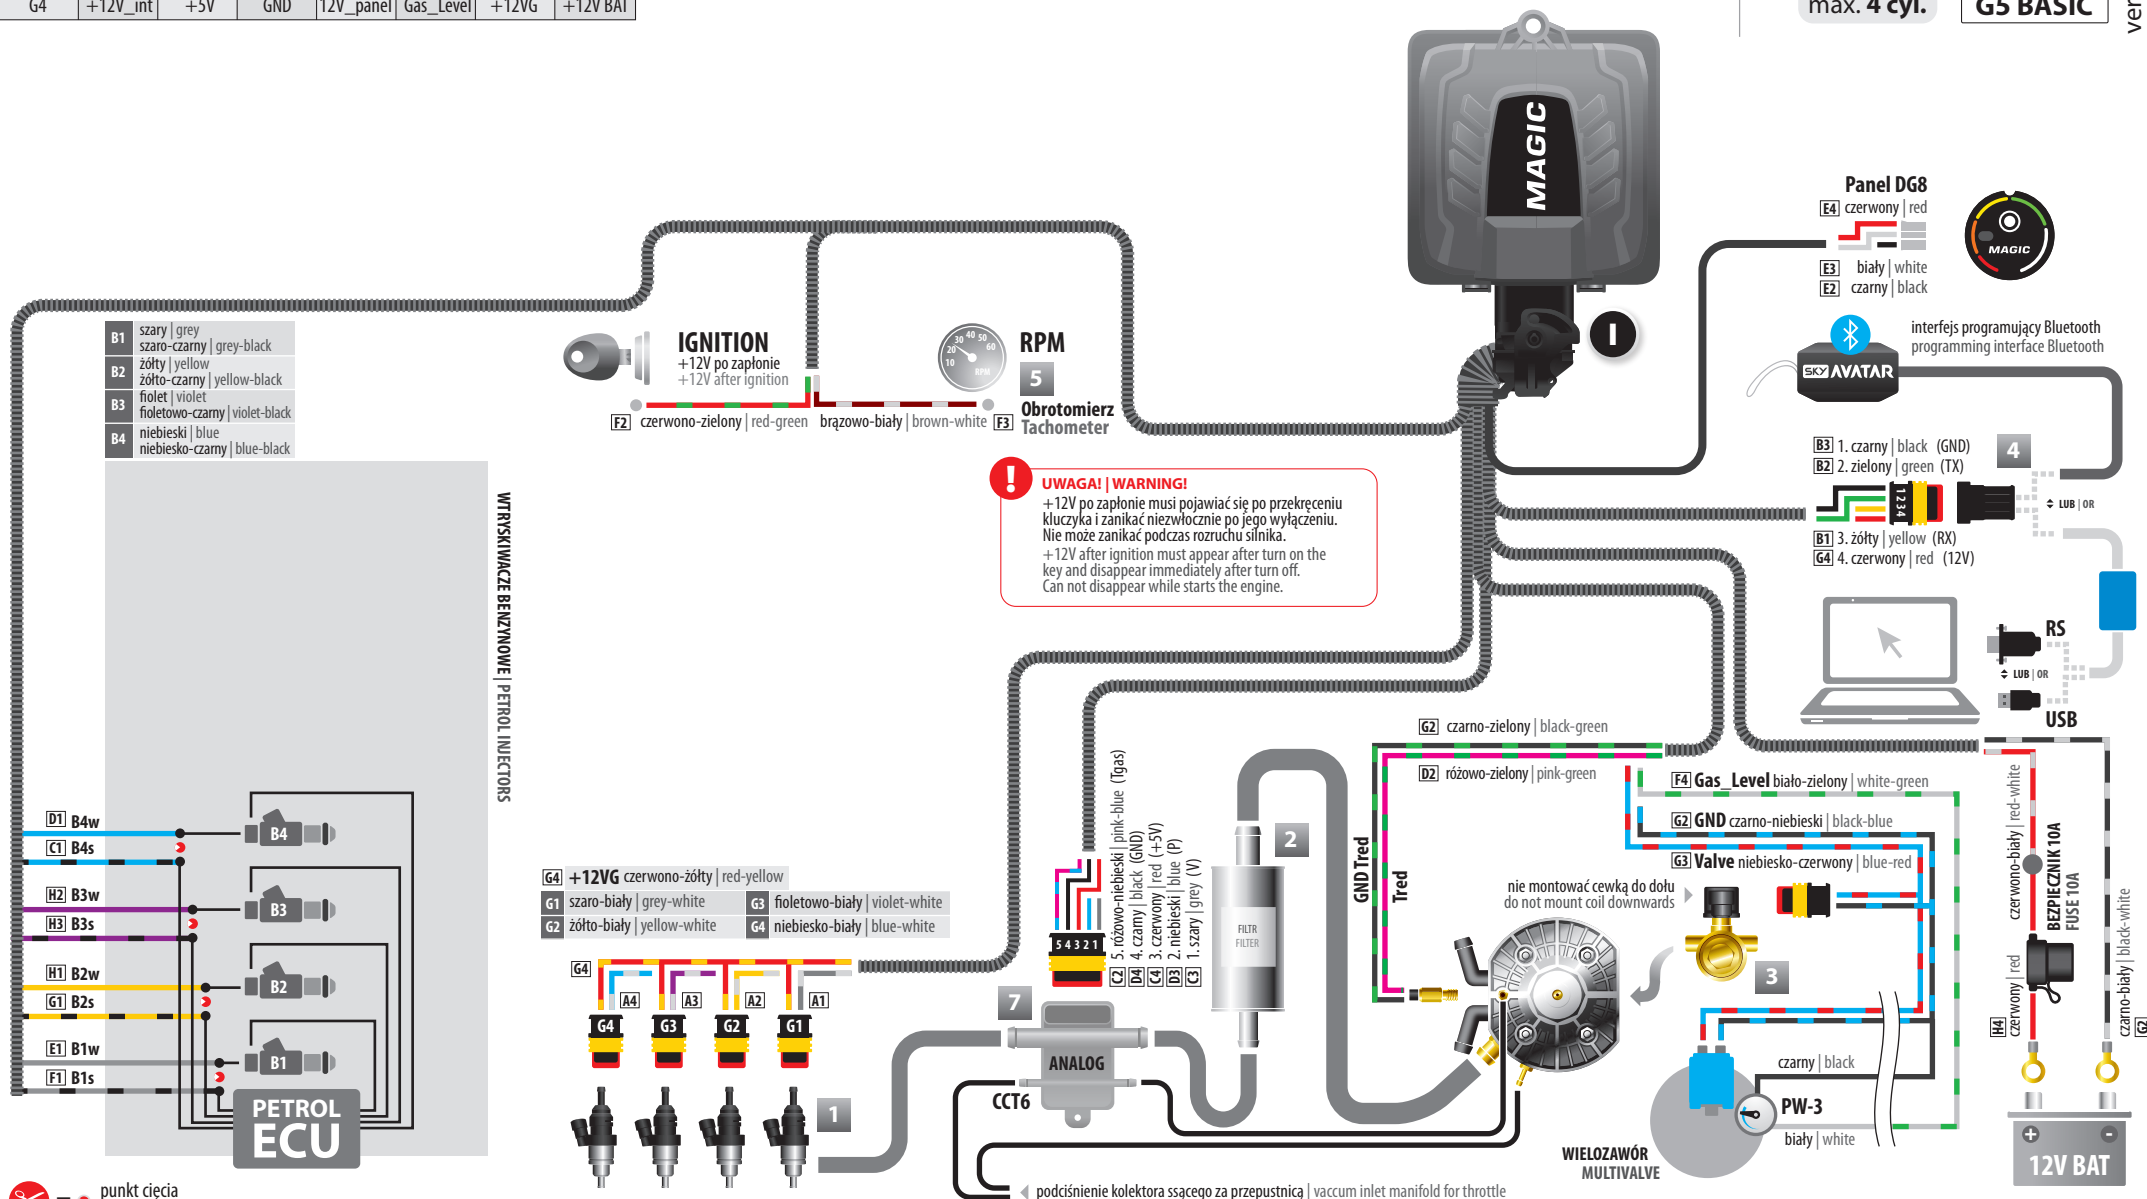 G4 +12V_int +5V GND 12V_panel Gas_Level +12VG +12V BAT
max. 4 cyl.
G5 BASIC
ver
MAGIC
I
Panel DG8
E4 czerwony | red
E3 biały | white
E2 czarny | black
MAGIC
interfejs programujący Bluetooth
programming interface Bluetooth
SKY AVATAR
B3 1. czarny | black (GND)
B2 2. zielony | green (TX)
4
1 2 3 4
LUB | OR
B1 3. żółty | yellow (RX)
G4 4. czerwony | red (12V)
RS
LUB | OR
USB
B1 szary | grey
szaro-czarny | grey-black
B2 żółty | yellow
żółto-czarny | yellow-black
B3 fiolet | violet
fioletowo-czarny | violet-black
B4 niebieski | blue
niebiesko-czarny | blue-black
IGNITION
+12V po zapłonie
+12V after ignition
F2 czerwono-zielony | red-green
10 20 30 40 50 60
RPM
RPM
5
Obrotomierz
Tachometer
brązowo-biały | brown-white F3
!
UWAGA! | WARNING!
+12V po zapłonie musi pojawiać się po przekręceniu
kluczyka i zanikać niezwłocznie po jego wyłączeniu.
Nie może zanikać podczas rozruchu silnika.
+12V after ignition must appear after turn on the
key and disappear immediately after turn off.
Can not disappear while starts the engine.
WTRYSKIWACZE BENZYNOWE | PETROL INJECTORS
D1 B4w
C1 B4s
H2 B3w
H3 B3s
H1 B2w
G1 B2s
E1 B1w
F1 B1s
B4
B3
B2
B1
PETROL
ECU
punkt cięcia
G4 +12VG czerwono-żółty | red-yellow
G1 szaro-biały | grey-white
G3 fioletowo-biały | violet-white
G2 żółto-biały | yellow-white
G4 niebiesko-biały | blue-white
G4
A4 A3 A2 A1
G4 G3 G2 G1
1
5 4 3 2 1
C2 5. różowo-niebieski | pink-blue (Tgas)
D4 4. czarny | black (GND)
C4 3. czerwony | red (+5V)
D3 2. niebieski | blue (P)
C3 1. szary | grey (V)
7
ANALOG
CCT6
2
FILTR
FILTER
podciśnienie kolektora ssącego za przepustnicą | vaccum inlet manifold for throttle
G2 czarno-zielony | black-green
D2 różowo-zielony | pink-green
GND Tred
Tred
F4 Gas_Level biało-zielony | white-green
G2 GND czarno-niebieski | black-blue
G3 Valve niebiesko-czerwony | blue-red
nie montować cewką do dołu
do not mount coil downwards
3
czarny | black
PW-3
biały | white
WIELOZAWÓR
MULTIVALVE
czerwono-biały | red-white
BEZPIECZNIK 10A
FUSE 10A
H4 czerwony | red
G2 czarno-biały | black-white
+ -
12V BAT